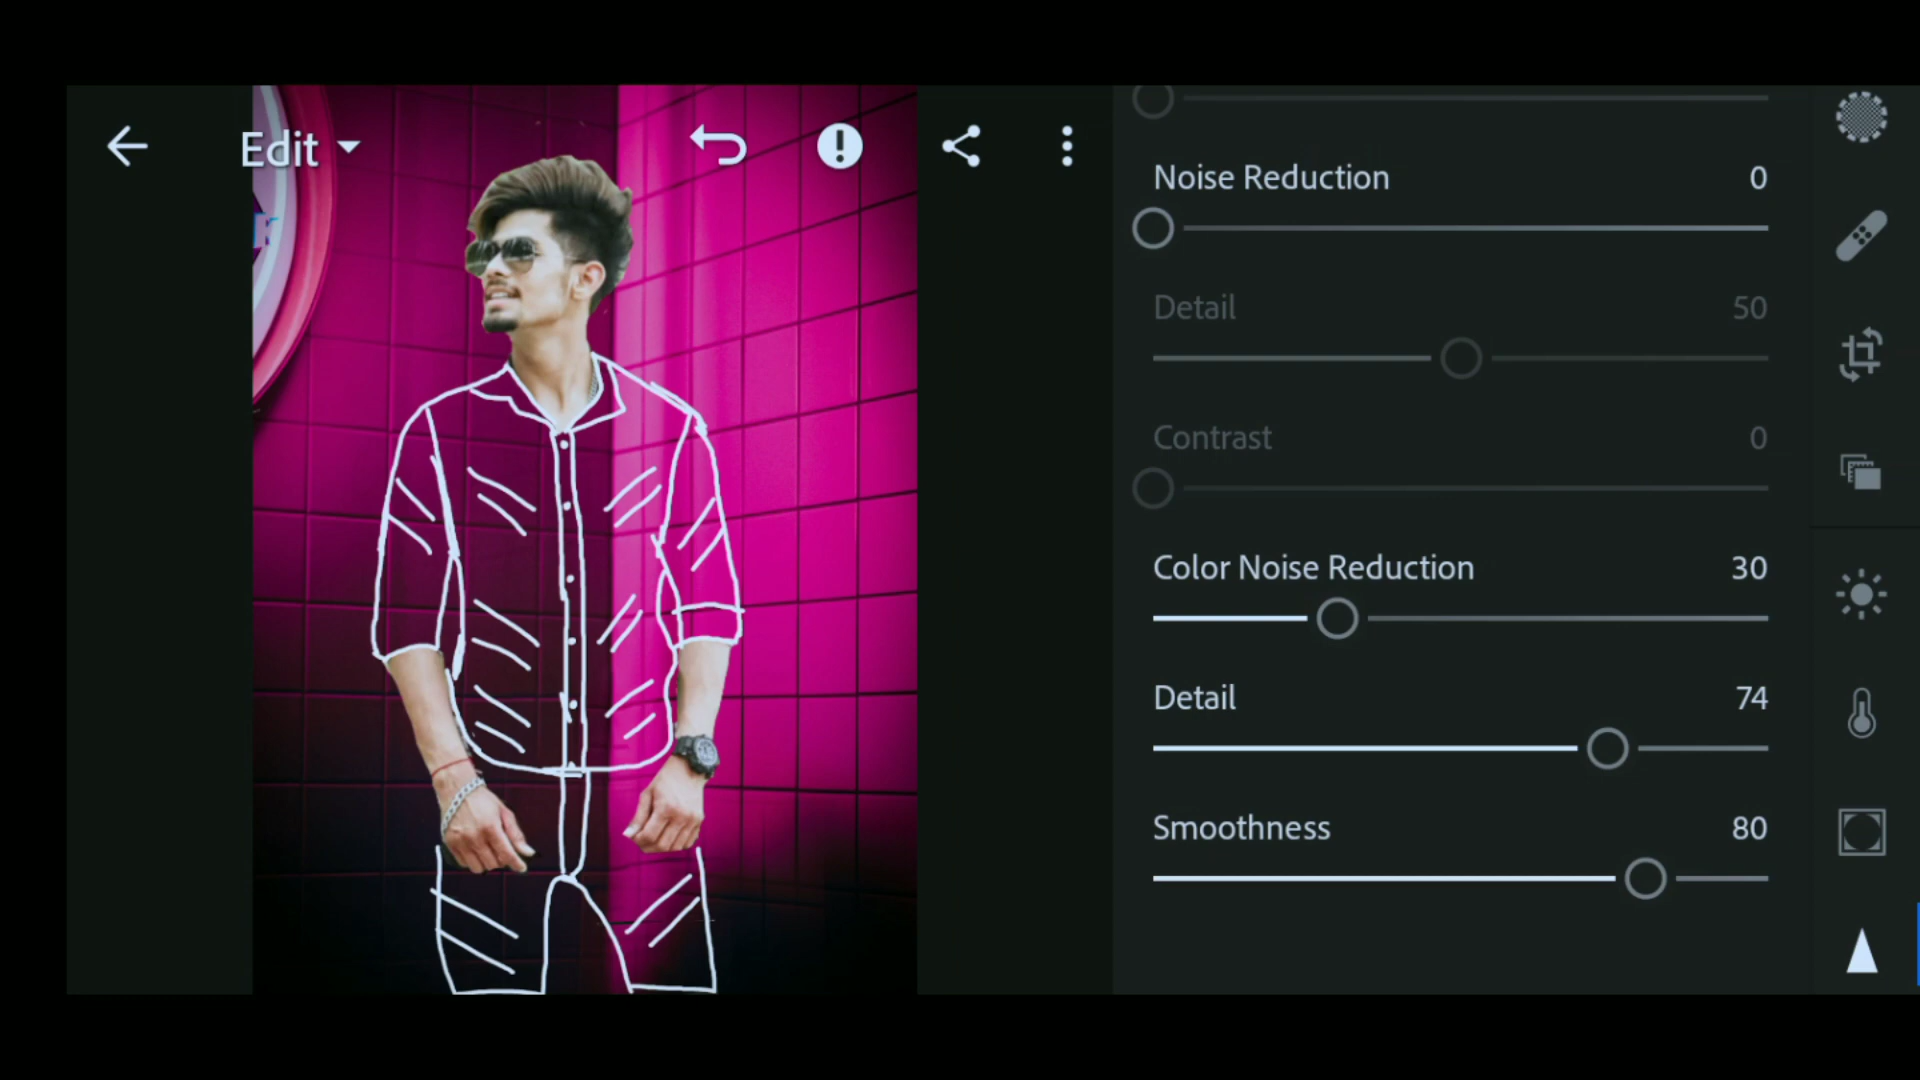 Edit
Noise Reduction 0
Detail 50
Contrast 0
Color Noise Reduction 30
Detail 74
Smoothness 80